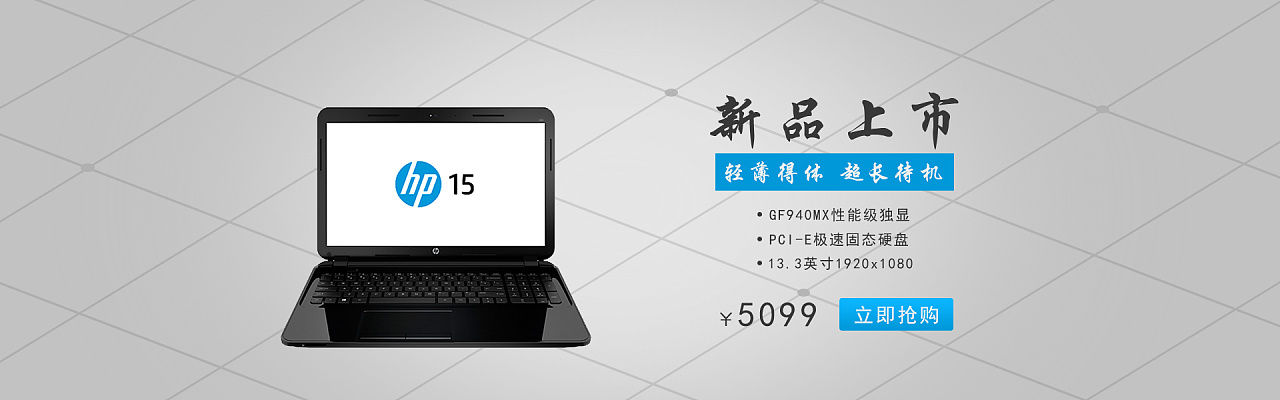 hp 15
hp
新品上市
轻薄得体 超长待机
• GF940MX性能级独显
• PCI-E极速固态硬盘
• 13.3英寸1920x1080
¥5099 立即抢购